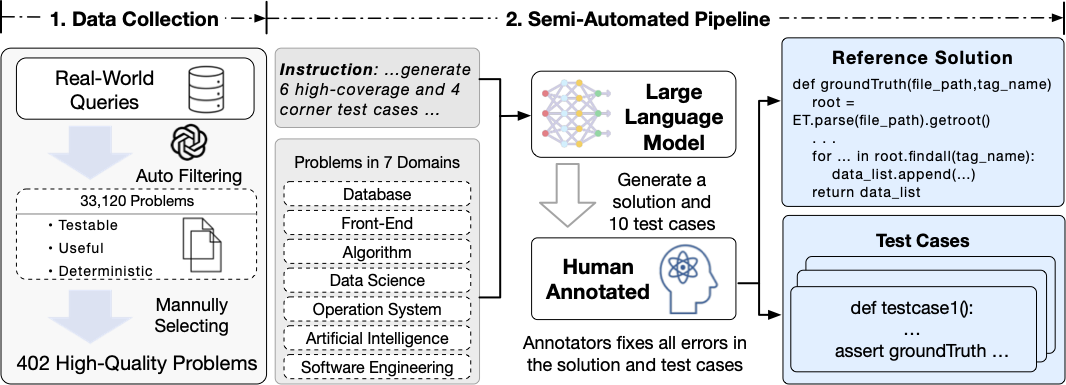 1. Data Collection
2. Semi-Automated Pipeline
Real-World
Queries
Auto Filtering
33,120 Problems
· Testable
· Useful
· Deterministic
Mannully
Selecting
402 High-Quality Problems
Instruction: ...generate
6 high-coverage and 4
corner test cases ...
Problems in 7 Domains
Database
Front-End
Algorithm
Data Science
Operation System
Artificial Intelligence
Software Engineering
Large
Language
Model
Generate a
solution and
10 test cases
Human
Annotated
Annotators fixes all errors in
the solution and test cases
Reference Solution
def groundTruth(file_path,tag_name)
root =
ET.parse(file_path).getroot()
. . .
for ... in root.findall(tag_name):
data_list.append(...)
return data_list
Test Cases
def testcase1():
...
assert groundTruth ...